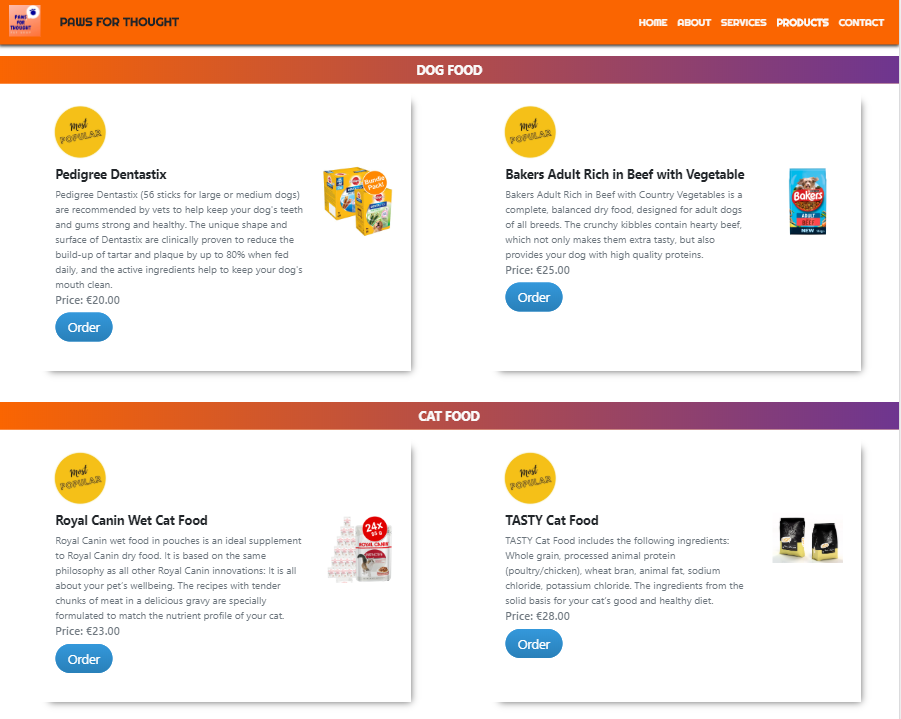 PAWS FOR THOUGHT
PAWS FOR THOUGHT
HOME ABOUT SERVICES PRODUCTS CONTACT
DOG FOOD
Most
POPULAR
Pedigree Dentastix
Pedigree Dentastix (56 sticks for large or medium dogs)
are recommended by vets to help keep your dog's teeth
and gums strong and healthy. The unique shape and
surface of Dentastix are clinically proven to reduce the
build-up of tartar and plaque by up to 80% when fed
daily, and the active ingredients help to keep your dog's
mouth clean.
Price: €20.00
Order
Bundle
Pack!
Most
POPULAR
Bakers Adult Rich in Beef with Vegetable
Bakers Adult Rich in Beef with Country Vegetables is a
complete, balanced dry food, designed for adult dogs
of all breeds. The crunchy kibbles contain hearty beef,
which not only makes them extra tasty, but also
provides your dog with high quality proteins.
Price: €25.00
Order
Bakers
ADULT
BEEF
NEW
CAT FOOD
Most
POPULAR
Royal Canin Wet Cat Food
Royal Canin wet food in pouches is an ideal supplement
to Royal Canin dry food. It is based on the same
philosophy as all other Royal Canin innovations: It is all
about your pet's wellbeing. The recipes with tender
chunks of meat in a delicious gravy are specially
formulated to match the nutrient profile of your cat.
Price: €23.00
Order
24x
85 g
ROYAL CANIN
Most
POPULAR
TASTY Cat Food
TASTY Cat Food includes the following ingredients:
Whole grain, processed animal protein
(poultry/chicken), wheat bran, animal fat, sodium
chloride, potassium chloride. The ingredients from the
solid basis for your cat's good and healthy diet.
Price: €28.00
Order